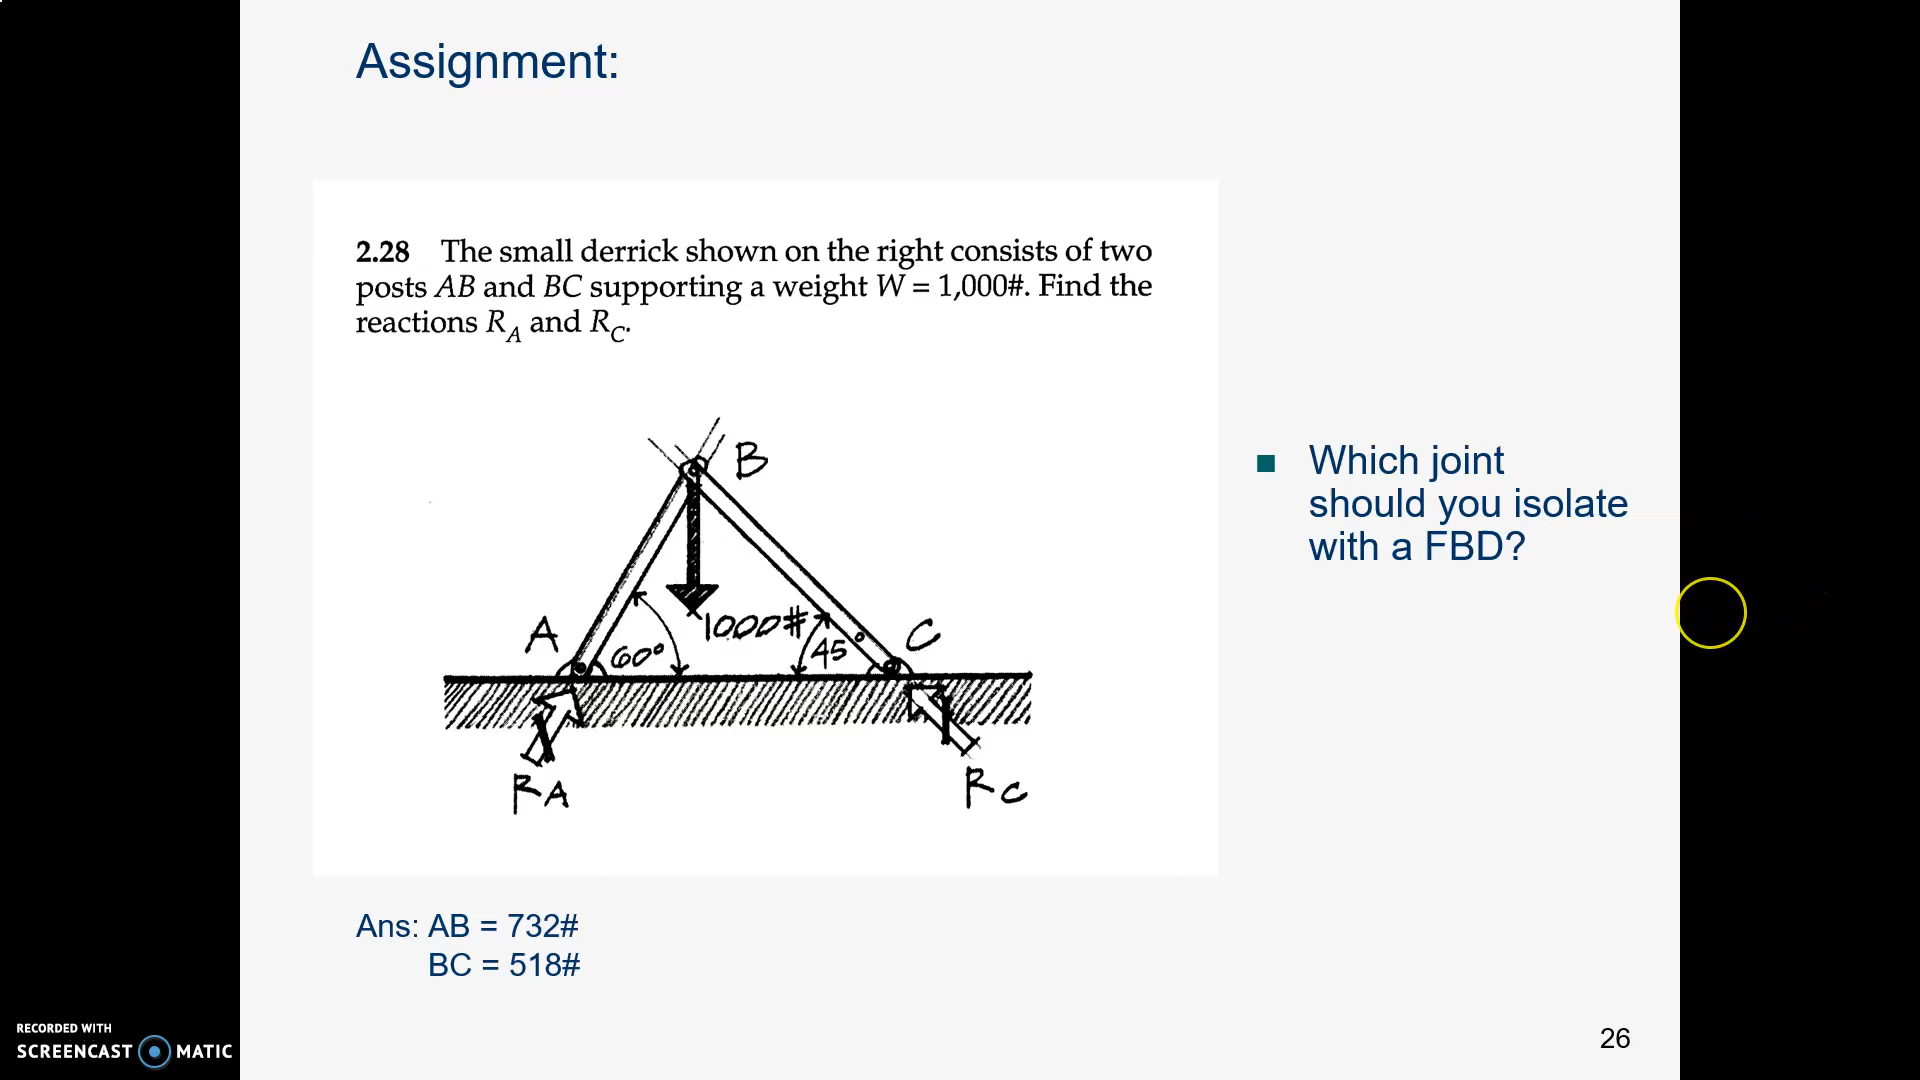 Assignment:
2.28 The small derrick shown on the right consists of two
posts AB and BC supporting a weight W = 1,000#. Find the
reactions RA and RC.
B
A
60°
1000#
45°
C
RA
RC
Which joint
should you isolate
with a FBD?
Ans: AB = 732#
BC = 518#
26
RECORDED WITH
SCREENCAST MATIC